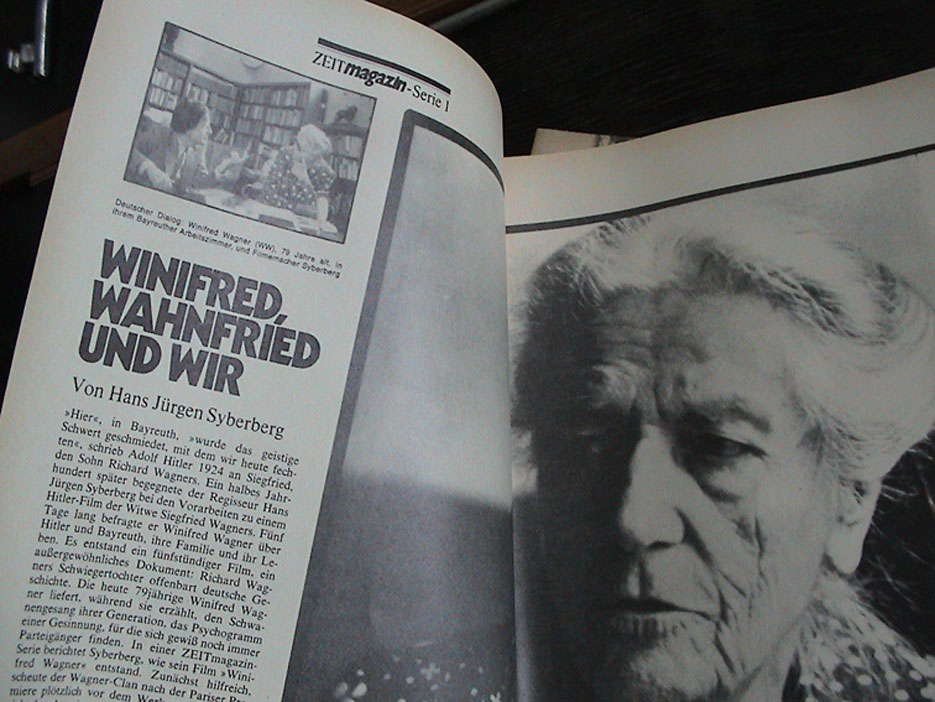 ZEITmagazin-Serie 1
Deutscher Dialog: Winifred Wagner (WW), 79 Jahre alt, in
ihrem Bayreuther Arbeitszimmer, und Filmemacher Syberberg
WINIFRED,
WAHNFRIED
UND WIR
Von Hans Jürgen Syberberg
»Hier«, in Bayreuth, »wurde das geistige
Schwert geschmiedet, mit dem wir heute fech-
ten«, schrieb Adolf Hitler 1924 an Siegfried,
den Sohn Richard Wagners. Ein halbes Jahr-
hundert später begegnete der Regisseur Hans
Jürgen Syberberg bei den Vorarbeiten zu einem
Hitler-Film der Witwe Siegfried Wagners. Fünf
Tage lang befragte er Winifred Wagner über
Hitler und Bayreuth, ihre Familie und ihr Le-
ben. Es entstand ein fünfstündiger Film, ein
außergewöhnliches Dokument: Richard Wag-
ners Schwiegertochter offenbart deutsche Ge-
schichte. Die heute 79jährige Winifred Wag-
ner liefert, während sie erzählt, den Schwa-
nengesang ihrer Generation, das Psychogramm
einer Gesinnung, für die sich gewiß noch immer
Parteigänger finden. In einer ZEITmagazin-
Serie berichtet Syberberg, wie sein Film »Wini-
fred Wagner« entstand. Zunächst hilfreich,
scheute der Wagner-Clan nach der Pariser
miere plötzlich vor dem